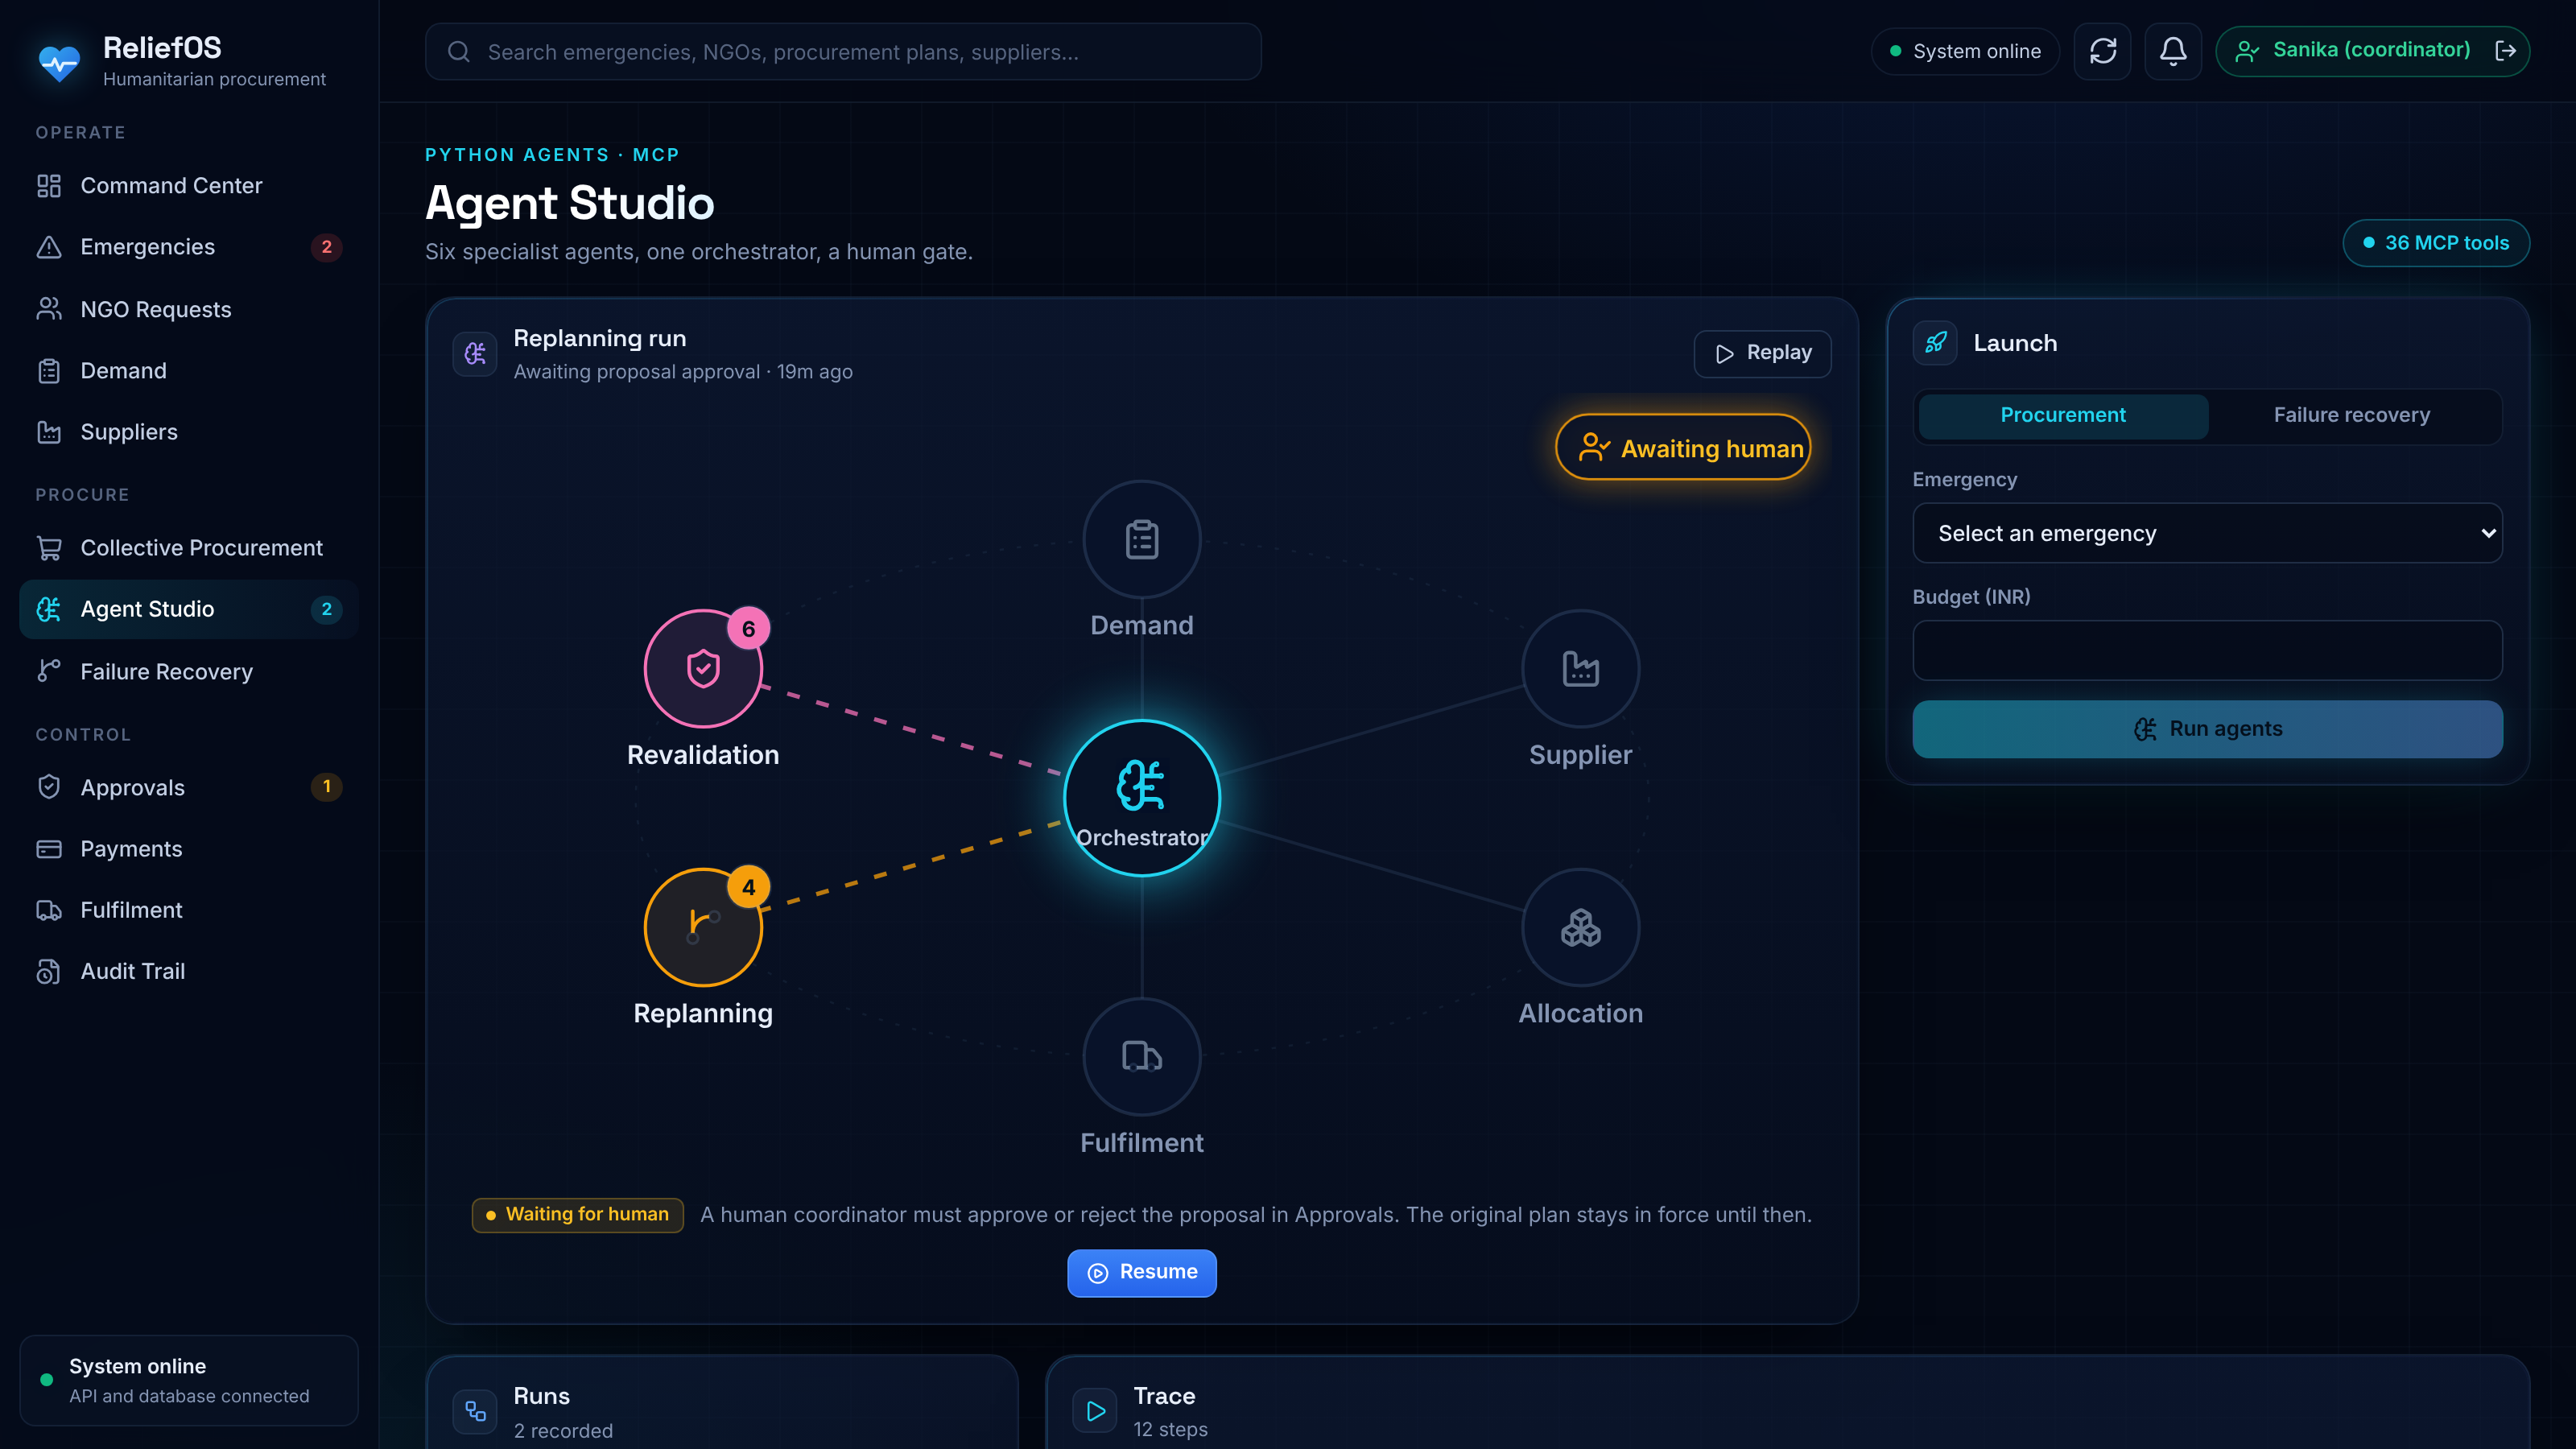 ReliefOS
Humanitarian procurement
OPERATE
Command Center
Emergencies 2
NGO Requests
Demand
Suppliers
PROCURE
Collective Procurement
Agent Studio 2
Failure Recovery
CONTROL
Approvals 1
Payments
Fulfilment
Audit Trail
System online
API and database connected
Search emergencies, NGOs, procurement plans, suppliers...
System online
Sanika (coordinator)
PYTHON AGENTS · MCP
Agent Studio
Six specialist agents, one orchestrator, a human gate.
36 MCP tools
Replanning run
Awaiting proposal approval · 19m ago
Replay
Awaiting human
Demand
6
Revalidation
Supplier
Orchestrator
4
Replanning
Allocation
Fulfilment
Waiting for human A human coordinator must approve or reject the proposal in Approvals. The original plan stays in force until then.
Resume
Launch
Procurement Failure recovery
Emergency
Select an emergency
Budget (INR)
Run agents
Runs
2 recorded
Trace
12 steps